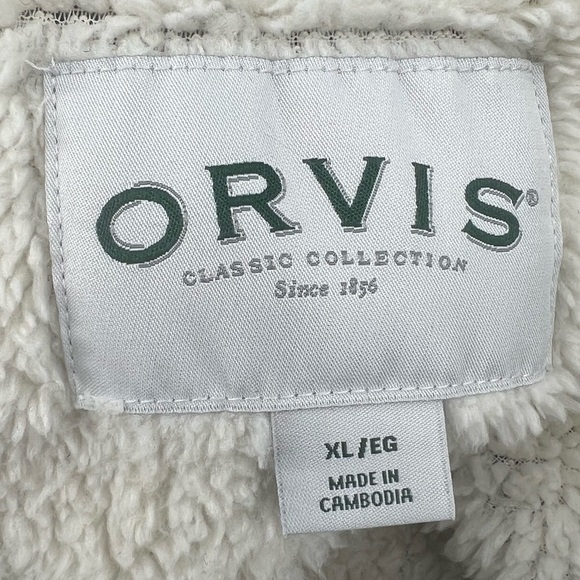 ORVIS®
CLASSIC COLLECTION
Since 1856
XL/EG
MADE IN
CAMBODIA